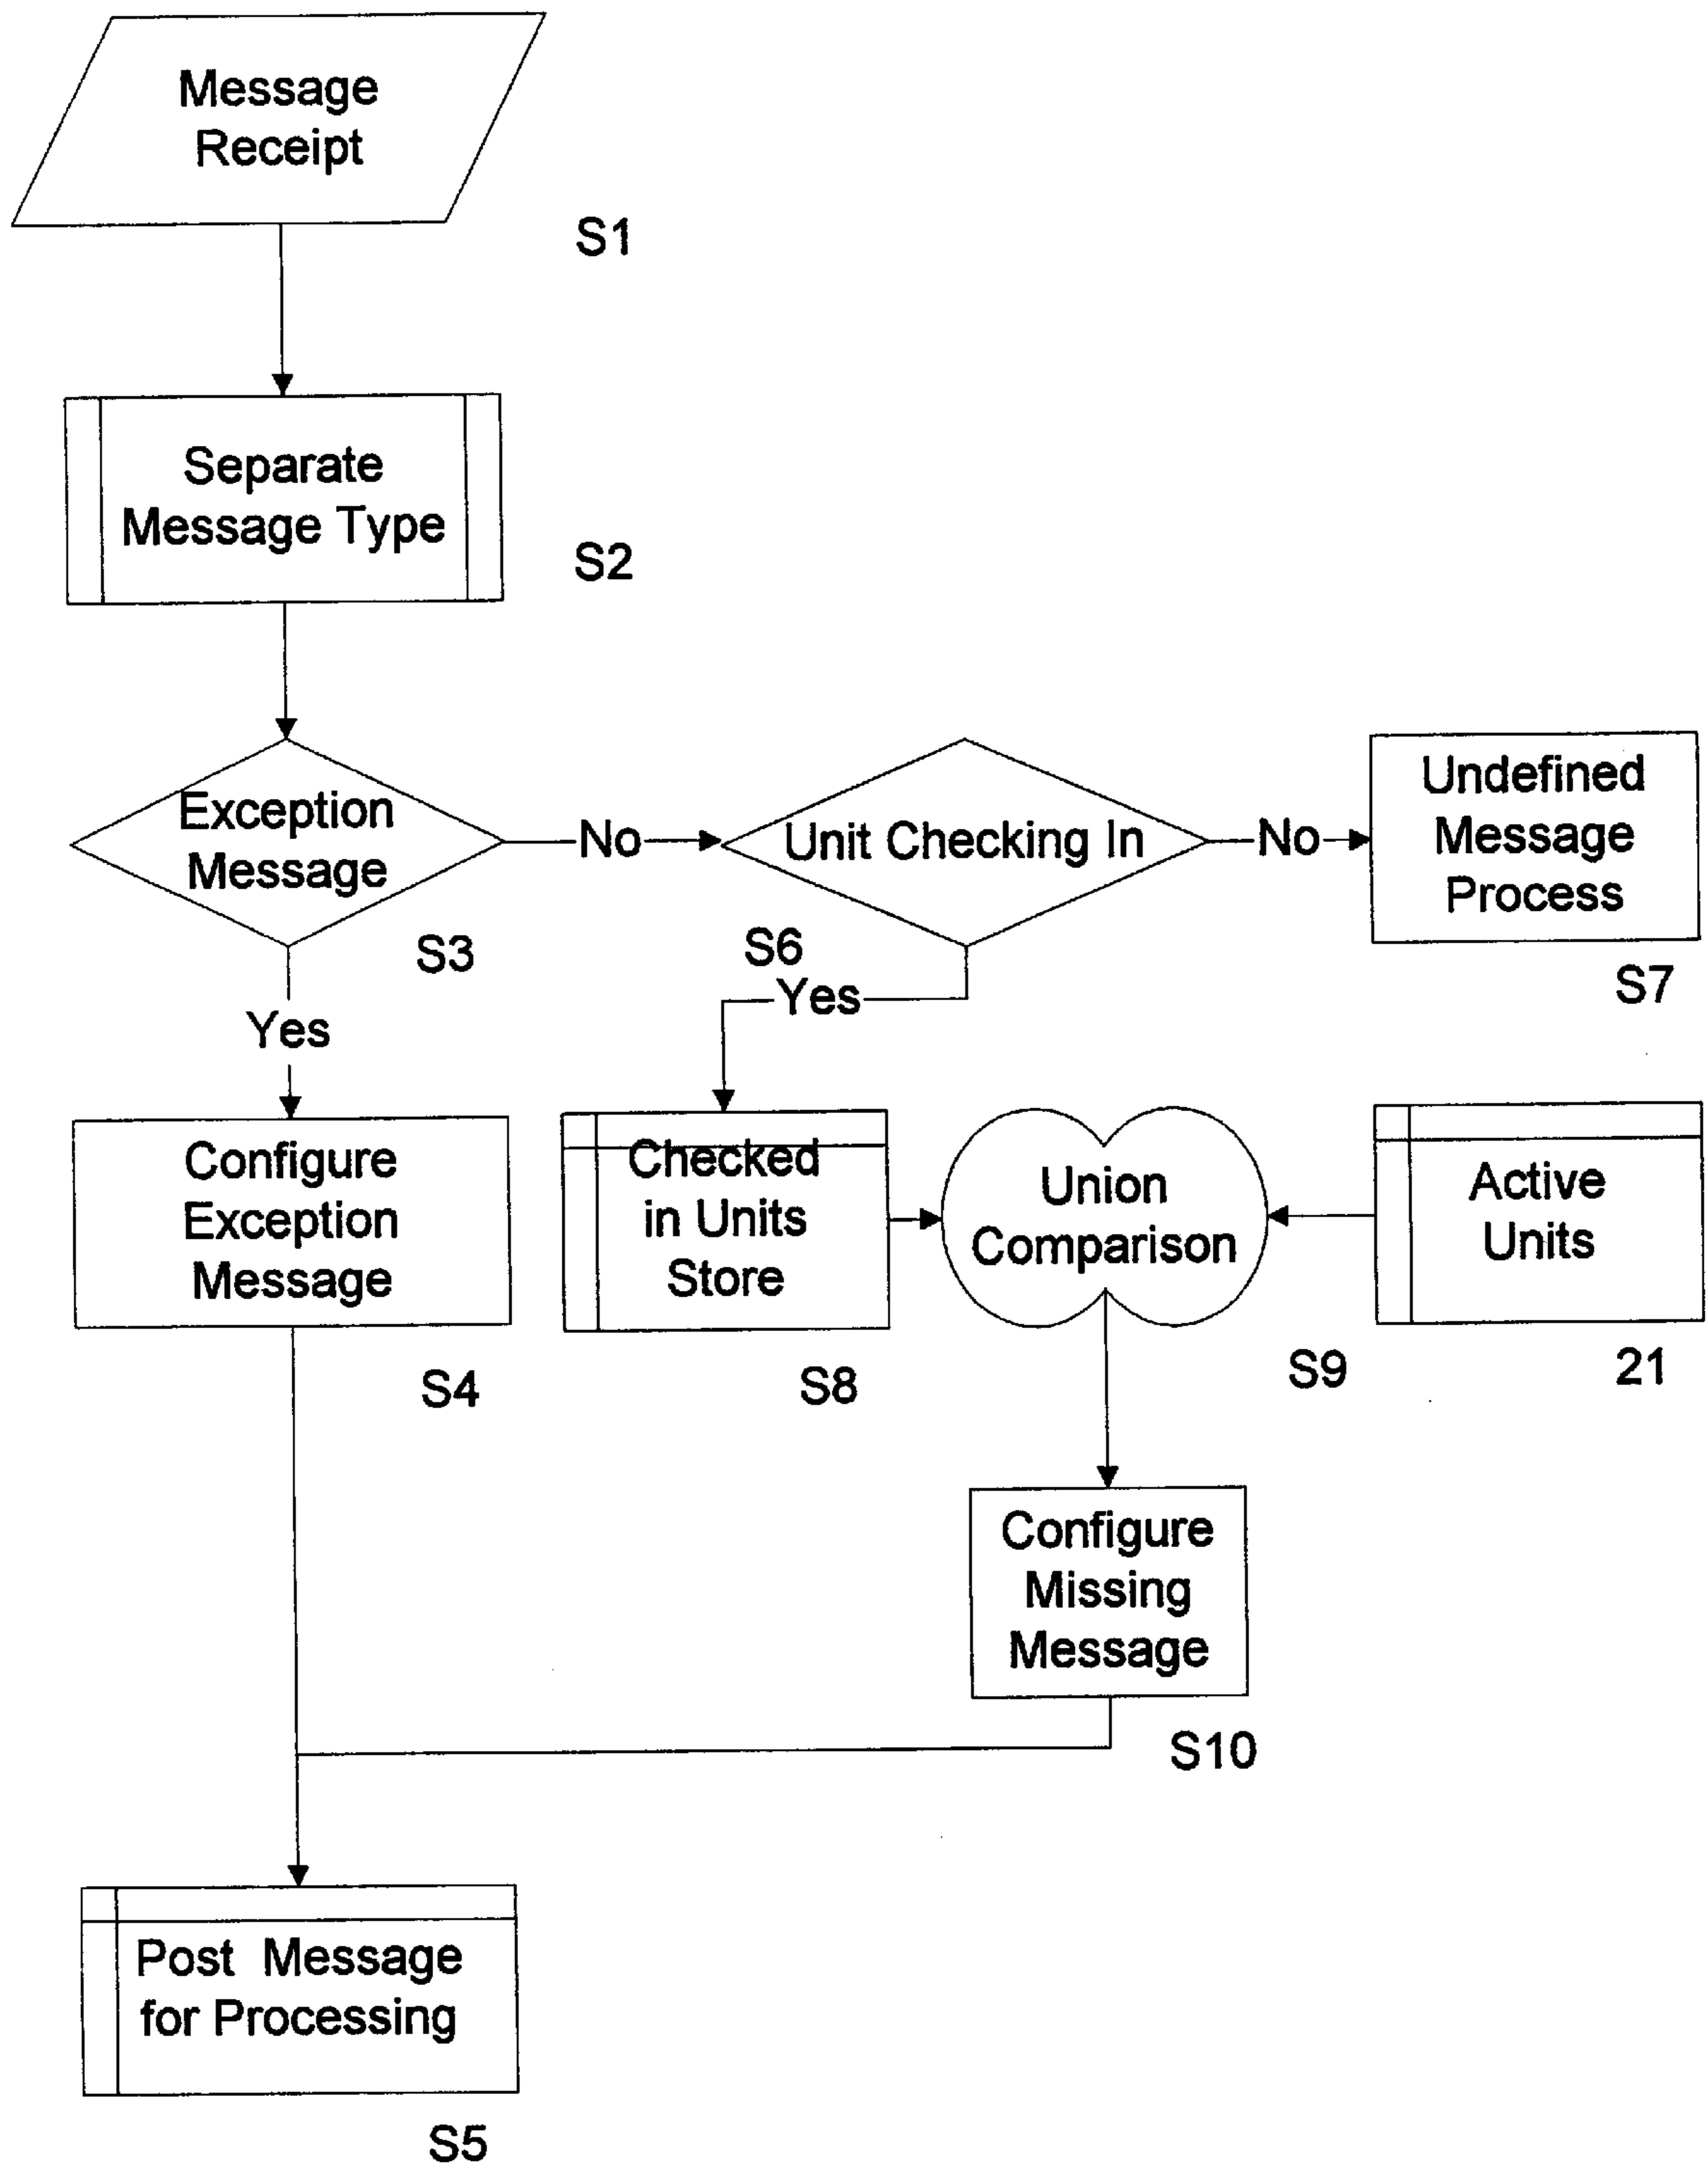 Message
Receipt
S1
Separate
Message Type
S2
Exception
Message
S3
No
Unit Checking In
S6
No
Undefined
Message
Process
S7
Yes
Yes
Configure
Exception
Message
S4
Checked
in Units
Store
S8
Union
Comparison
S9
Active
Units
21
Configure
Missing
Message
S10
Post Message
for Processing
S5